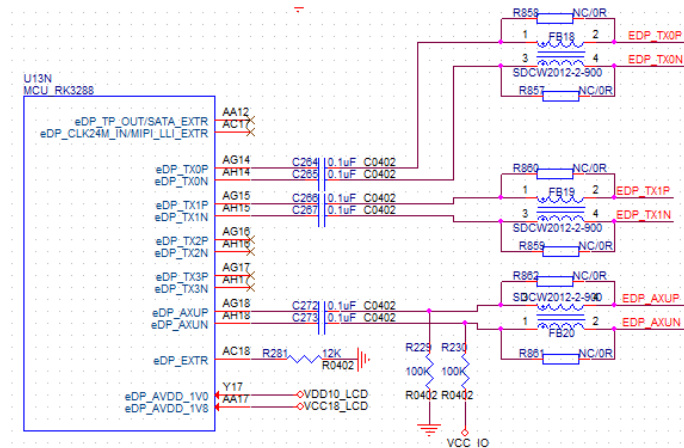 R858 NC/0R
1 FB18 2 EDP_TX0P
3 4 EDP_TX0N
SDCW2012-2-900
R857 NC/0R
U13N
MCU_RK3288
eDP_TP_OUT/SATA_EXTR AA12
eDP_CLK24M_IN/MIPI_LLI_EXTR AC17
eDP_TX0P AG14 C264 0.1uF C0402
eDP_TX0N AH14 C265 0.1uF C0402
R860 NC/0R
1 FB19 2 EDP_TX1P
eDP_TX1P AG15 C266 0.1uF C0402
eDP_TX1N AH15 C267 0.1uF C0402
3 4 EDP_TX1N
SDCW2012-2-900
R859 NC/0R
eDP_TX2P AG16
eDP_TX2N AH16
eDP_TX3P AG17
eDP_TX3N AH17
R862 NC/0R
SDCW2012-2-900
3 4 EDP_AXUP
eDP_AUXP AG18 C272 0.1uF C0402
eDP_AUXN AH18 C273 0.1uF C0402
1 2 EDP_AXUN
FB20
R861 NC/0R
eDP_EXTR AC18 R281 12K
R0402
R229 R230
100K 100K
R0402 R0402
eDP_AVDD_1V0 Y17 VDD10_LCD
eDP_AVDD_1V8 AA17 VCC18_LCD
VCC_IO